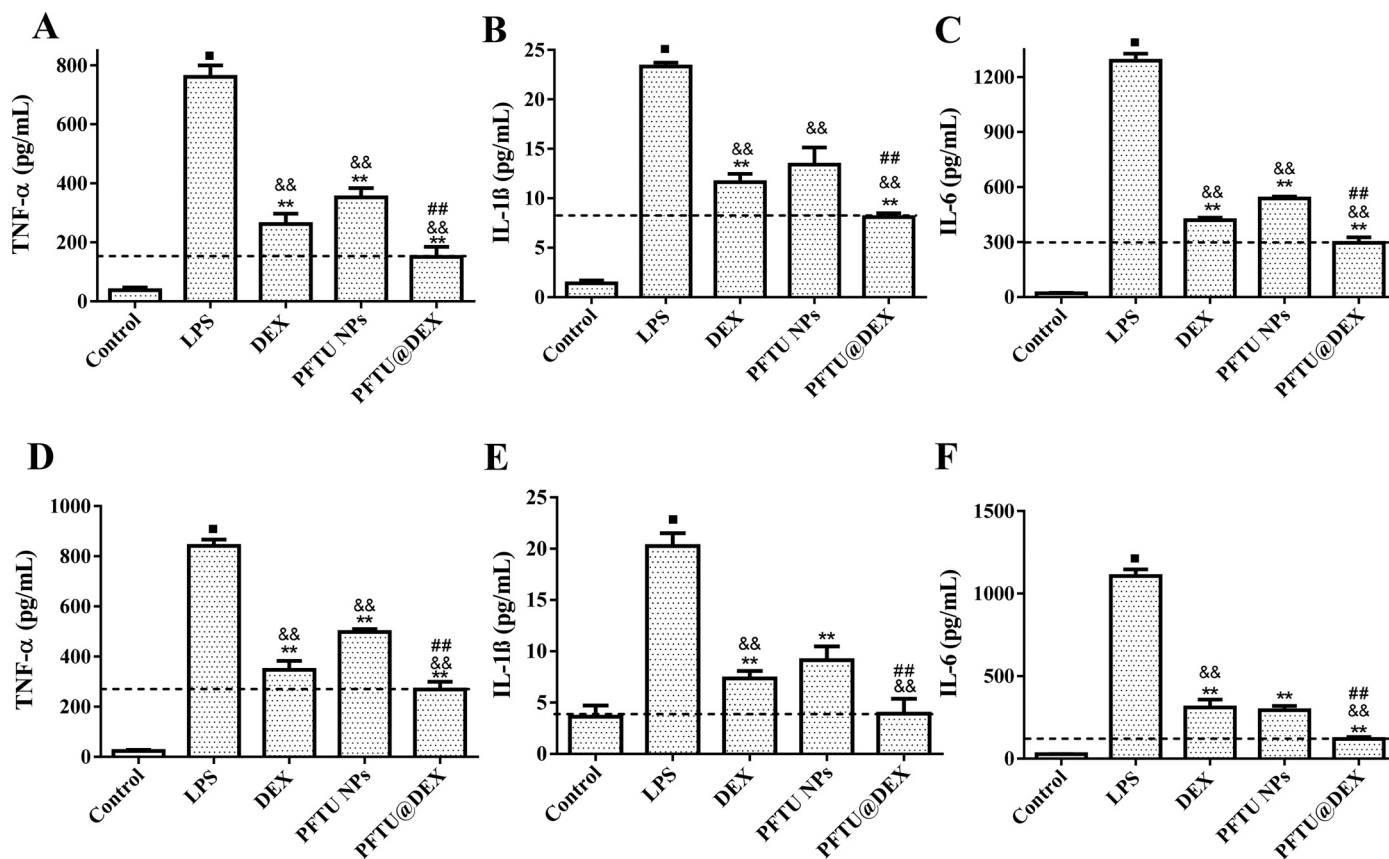 A
TNF-α (pg/mL)
800
600
400
200
0
■
&&
**
&&
**
##
&&
**
Control
LPS
DEX
PFTU NPs
PFTU@DEX
B
IL-1ß (pg/mL)
25
20
15
10
5
0
■
&&
**
&&
##
&&
**
Control
LPS
DEX
PFTU NPs
PFTU@DEX
C
IL-6 (pg/mL)
1200
900
600
300
0
■
&&
**
&&
**
##
&&
**
Control
LPS
DEX
PFTU NPs
PFTU@DEX
D
TNF-α (pg/mL)
1000
800
600
400
200
0
■
&&
**
&&
**
##
&&
**
Control
LPS
DEX
PFTU NPs
PFTU@DEX
E
IL-1ß (pg/mL)
25
20
15
10
5
0
■
&&
**
**
##
&&
Control
LPS
DEX
PFTU NPs
PFTU@DEX
F
IL-6 (pg/mL)
1500
1000
500
0
■
&&
**
**
##
&&
**
Control
LPS
DEX
PFTU NPs
PFTU@DEX